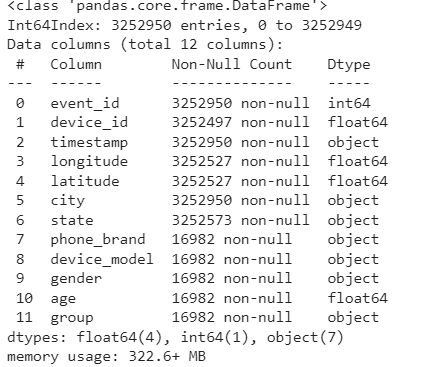 <class 'pandas.core.frame.DataFrame'>
Int64Index: 3252950 entries, 0 to 3252949
Data columns (total 12 columns):
 #   Column        Non-Null Count    Dtype
---  ------        --------------    -----
 0   event_id      3252950 non-null  int64
 1   device_id     3252497 non-null  float64
 2   timestamp     3252950 non-null  object
 3   longitude     3252527 non-null  float64
 4   latitude      3252527 non-null  float64
 5   city          3252950 non-null  object
 6   state         3252573 non-null  object
 7   phone_brand   16982 non-null    object
 8   device_model  16982 non-null    object
 9   gender        16982 non-null    object
 10  age           16982 non-null    float64
 11  group         16982 non-null    object
dtypes: float64(4), int64(1), object(7)
memory usage: 322.6+ MB